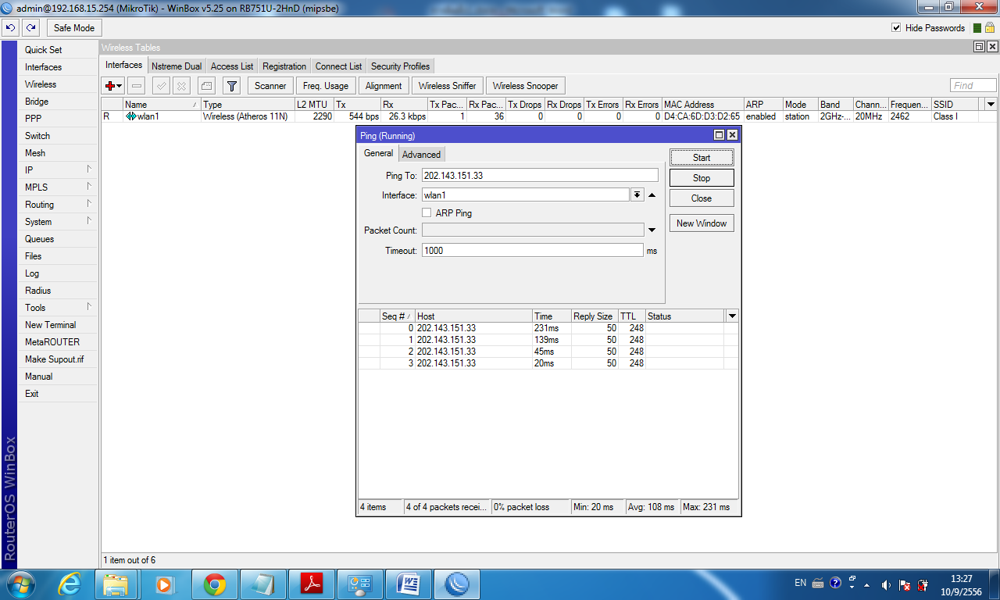 admin@192.168.15.254 (MikroTik) - WinBox v5.25 on RB751U-2HnD (mipsbe)
Safe Mode
Hide Passwords
Quick Set
Interfaces
Wireless
Bridge
PPP
Switch
Mesh
IP
MPLS
Routing
System
Queues
Files
Log
Radius
Tools
New Terminal
MetaROUTER
Make Supout.rif
Manual
Exit
RouterOS WinBox
Wireless Tables
Interfaces Nstreme Dual Access List Registration Connect List Security Profiles
Scanner Freq. Usage Alignment Wireless Sniffer Wireless Snooper Find
Name Type L2 MTU Tx Rx Tx Pac... Rx Pac... Tx Drops Rx Drops Tx Errors Rx Errors MAC Address ARP Mode Band Chann... Frequen... SSID
R wlan1 Wireless (Atheros 11N) 2290 544 bps 26.3 kbps 1 36 0 0 0 0 D4:CA:6D:D3:D2:65 enabled station 2GHz-... 20MHz 2462 Class I
Ping (Running)
General Advanced
Ping To: 202.143.151.33
Interface: wlan1
ARP Ping
Packet Count:
Timeout: 1000 ms
Start
Stop
Close
New Window
Seq # Host Time Reply Size TTL Status
0 202.143.151.33 231ms 50 248
1 202.143.151.33 139ms 50 248
2 202.143.151.33 45ms 50 248
3 202.143.151.33 20ms 50 248
4 items 4 of 4 packets recei... 0% packet loss Min: 20 ms Avg: 108 ms Max: 231 ms
1 item out of 6
EN
13:27
10/9/2556